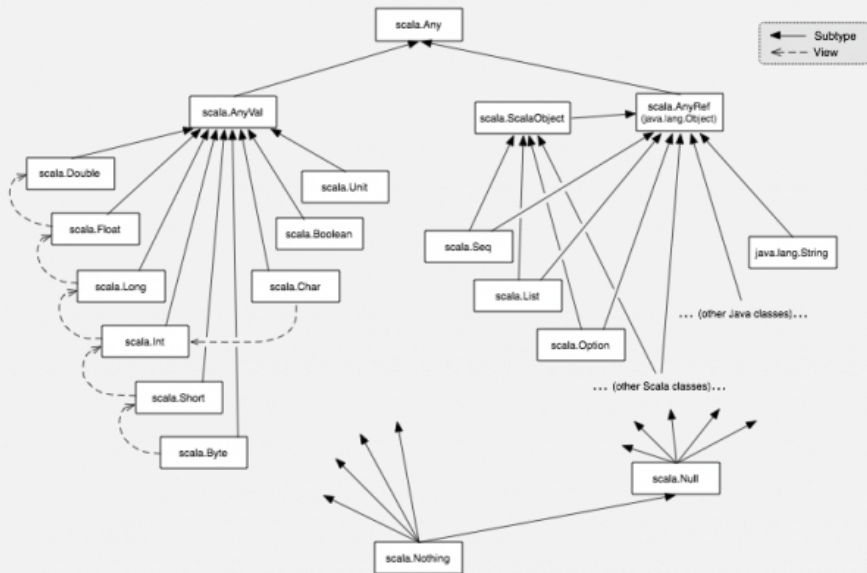 scala.Any
Subtype
View
scala.AnyVal
scala.ScalaObject
scala.AnyRef
(java.lang.Object)
scala.Double
scala.Unit
scala.Float
scala.Boolean
scala.Seq
java.lang.String
scala.Long
scala.Char
scala.List
... (other Java classes)...
scala.Int
scala.Option
... (other Scala classes)...
scala.Short
scala.Byte
scala.Null
scala.Nothing